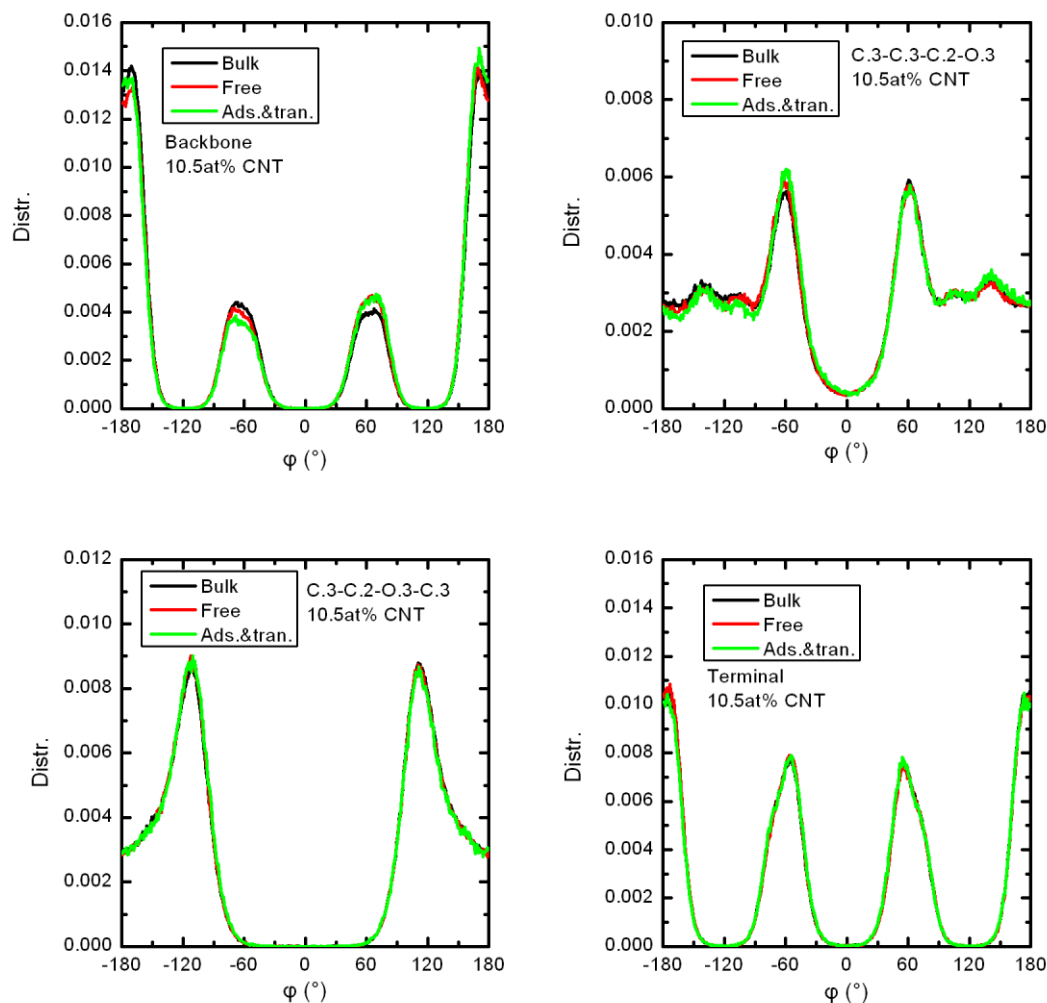 0.016
0.014
0.012
0.010
0.008
0.006
0.004
0.002
0.000
Distr.
Bulk
Free
Ads.&tran.
Backbone
10.5at% CNT
-180 -120 -60 0 60 120 180
φ (°)
0.010
0.008
0.006
0.004
0.002
0.000
Distr.
Bulk
Free
Ads.&tran.
C.3-C.3-C.2-O.3
10.5at% CNT
-180 -120 -60 0 60 120 180
φ (°)
0.012
0.010
0.008
0.006
0.004
0.002
0.000
Distr.
Bulk
Free
Ads.&tran.
C.3-C.2-O.3-C.3
10.5at% CNT
-180 -120 -60 0 60 120 180
φ (°)
0.016
0.014
0.012
0.010
0.008
0.006
0.004
0.002
0.000
Distr.
Bulk
Free
Ads.&tran.
Terminal
10.5at% CNT
-180 -120 -60 0 60 120 180
φ (°)